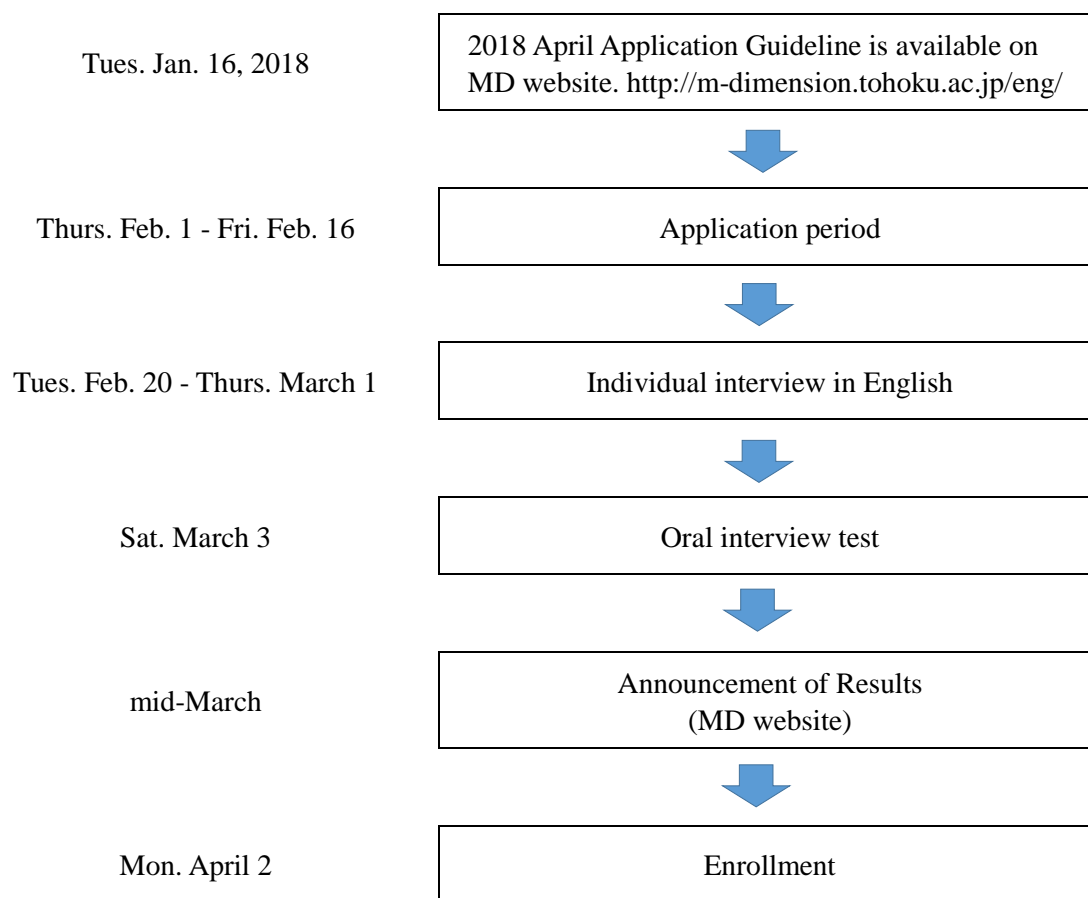 Tues. Jan. 16, 2018
2018 April Application Guideline is available on
MD website. http://m-dimension.tohoku.ac.jp/eng/
Thurs. Feb. 1 - Fri. Feb. 16
Application period
Tues. Feb. 20 - Thurs. March 1
Individual interview in English
Sat. March 3
Oral interview test
mid-March
Announcement of Results
(MD website)
Mon. April 2
Enrollment